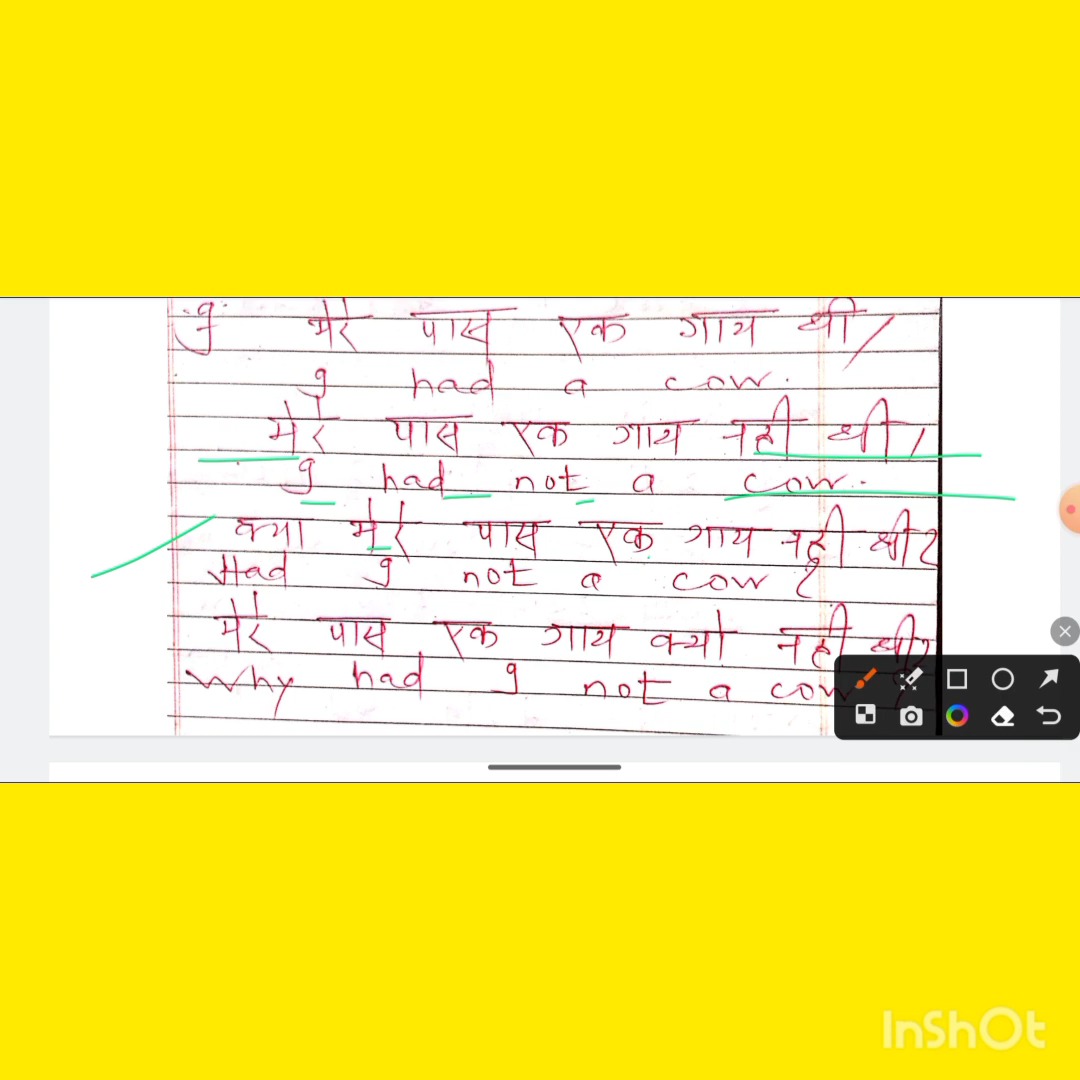 मेरे पास एक गाय थी/
I had a cow.
मेरे पास एक गाय नही थी/
I had not a cow.
क्या मेरे पास एक गाय नही थी?
Had I not a cow?
मेरे पास एक गाय क्यो नही थी?
Why had I not a cow
InShOt